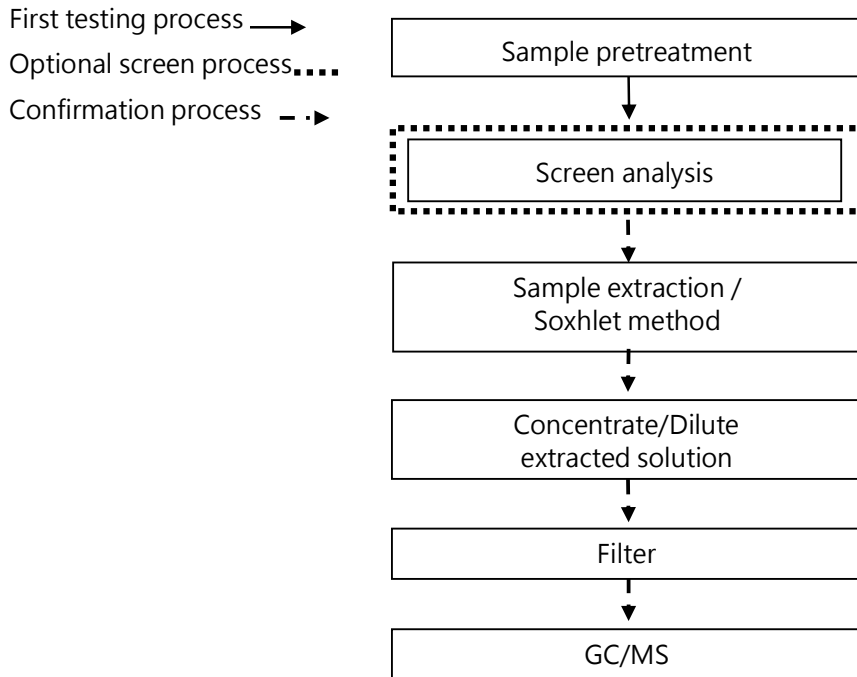 First testing process
Optional screen process
Confirmation process
Sample pretreatment
Screen analysis
Sample extraction /
Soxhlet method
Concentrate/Dilute
extracted solution
Filter
GC/MS